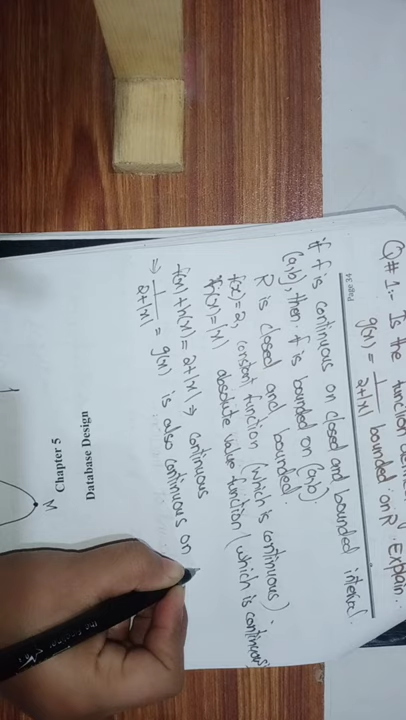 Q#1:- Is the function
g(x) = 1/2+|x| bounded on R. Explain.
if f is continuous on closed and bounded interval
(a,b), then f is bounded on (a,b).
R is closed and bounded.
f(x)=2, constant function (which is continuous)
h(x)=|x| absolute value function (which is continuous)
f(x)+h(x)=2+|x| ⇒ continuous
⇒ 1/2+|x| = g(x) is also continuous on
Chapter 5
Database Design